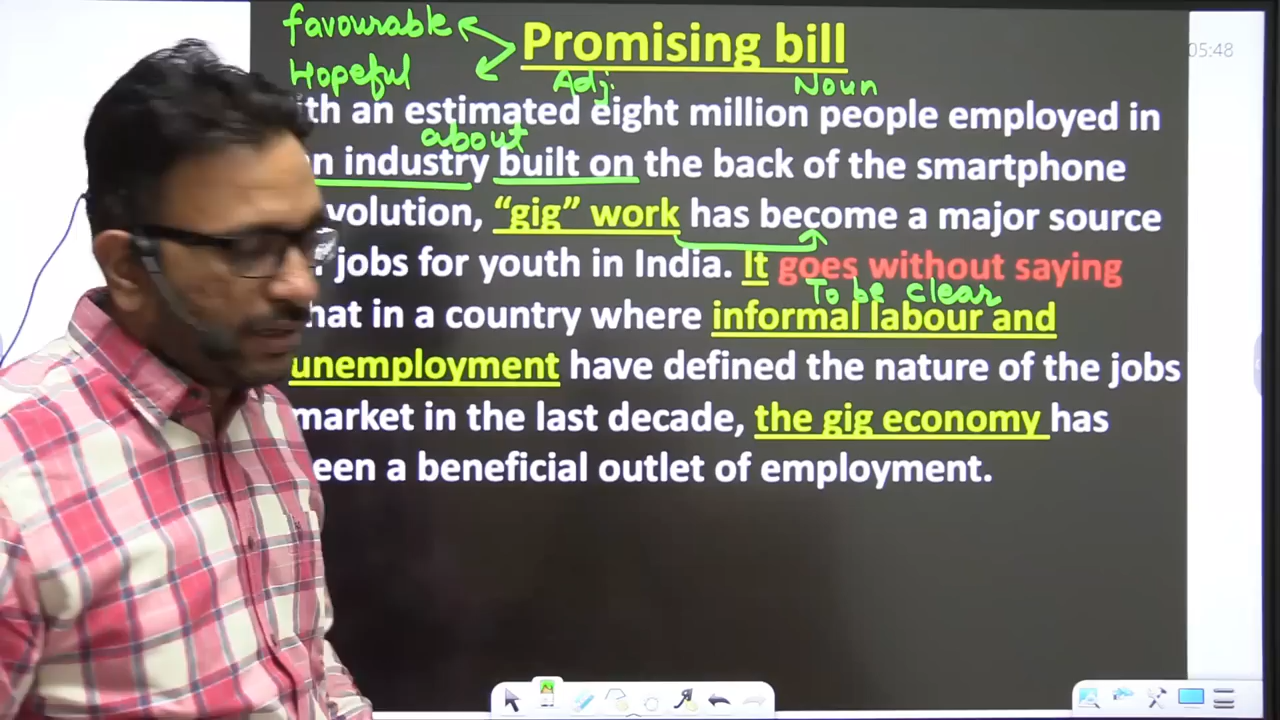 favourable
Promising bill
05:48
Hopeful
Adj.
Noun
ith an estimated eight million people employed in
about
n industry built on the back of the smartphone
volution, “gig” work has become a major source
jobs for youth in India. It goes without saying
To be clear
hat in a country where informal labour and
unemployment have defined the nature of the jobs
market in the last decade, the gig economy has
een a beneficial outlet of employment.